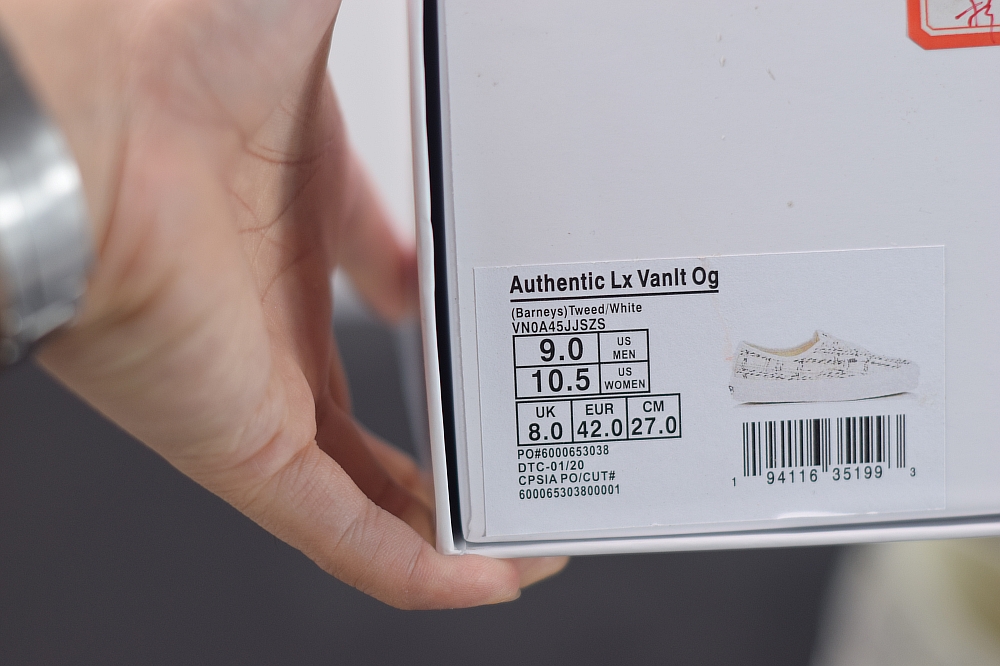 Authentic Lx Vanlt Og
(Barneys)Tweed/White
VN0A45JJSZS
9.0 US MEN
10.5 US WOMEN
UK EUR CM
8.0 42.0 27.0
PO#6000653038
DTC-01/20
CPSIA PO/CUT#
600065303800001
1 94116 35199 3